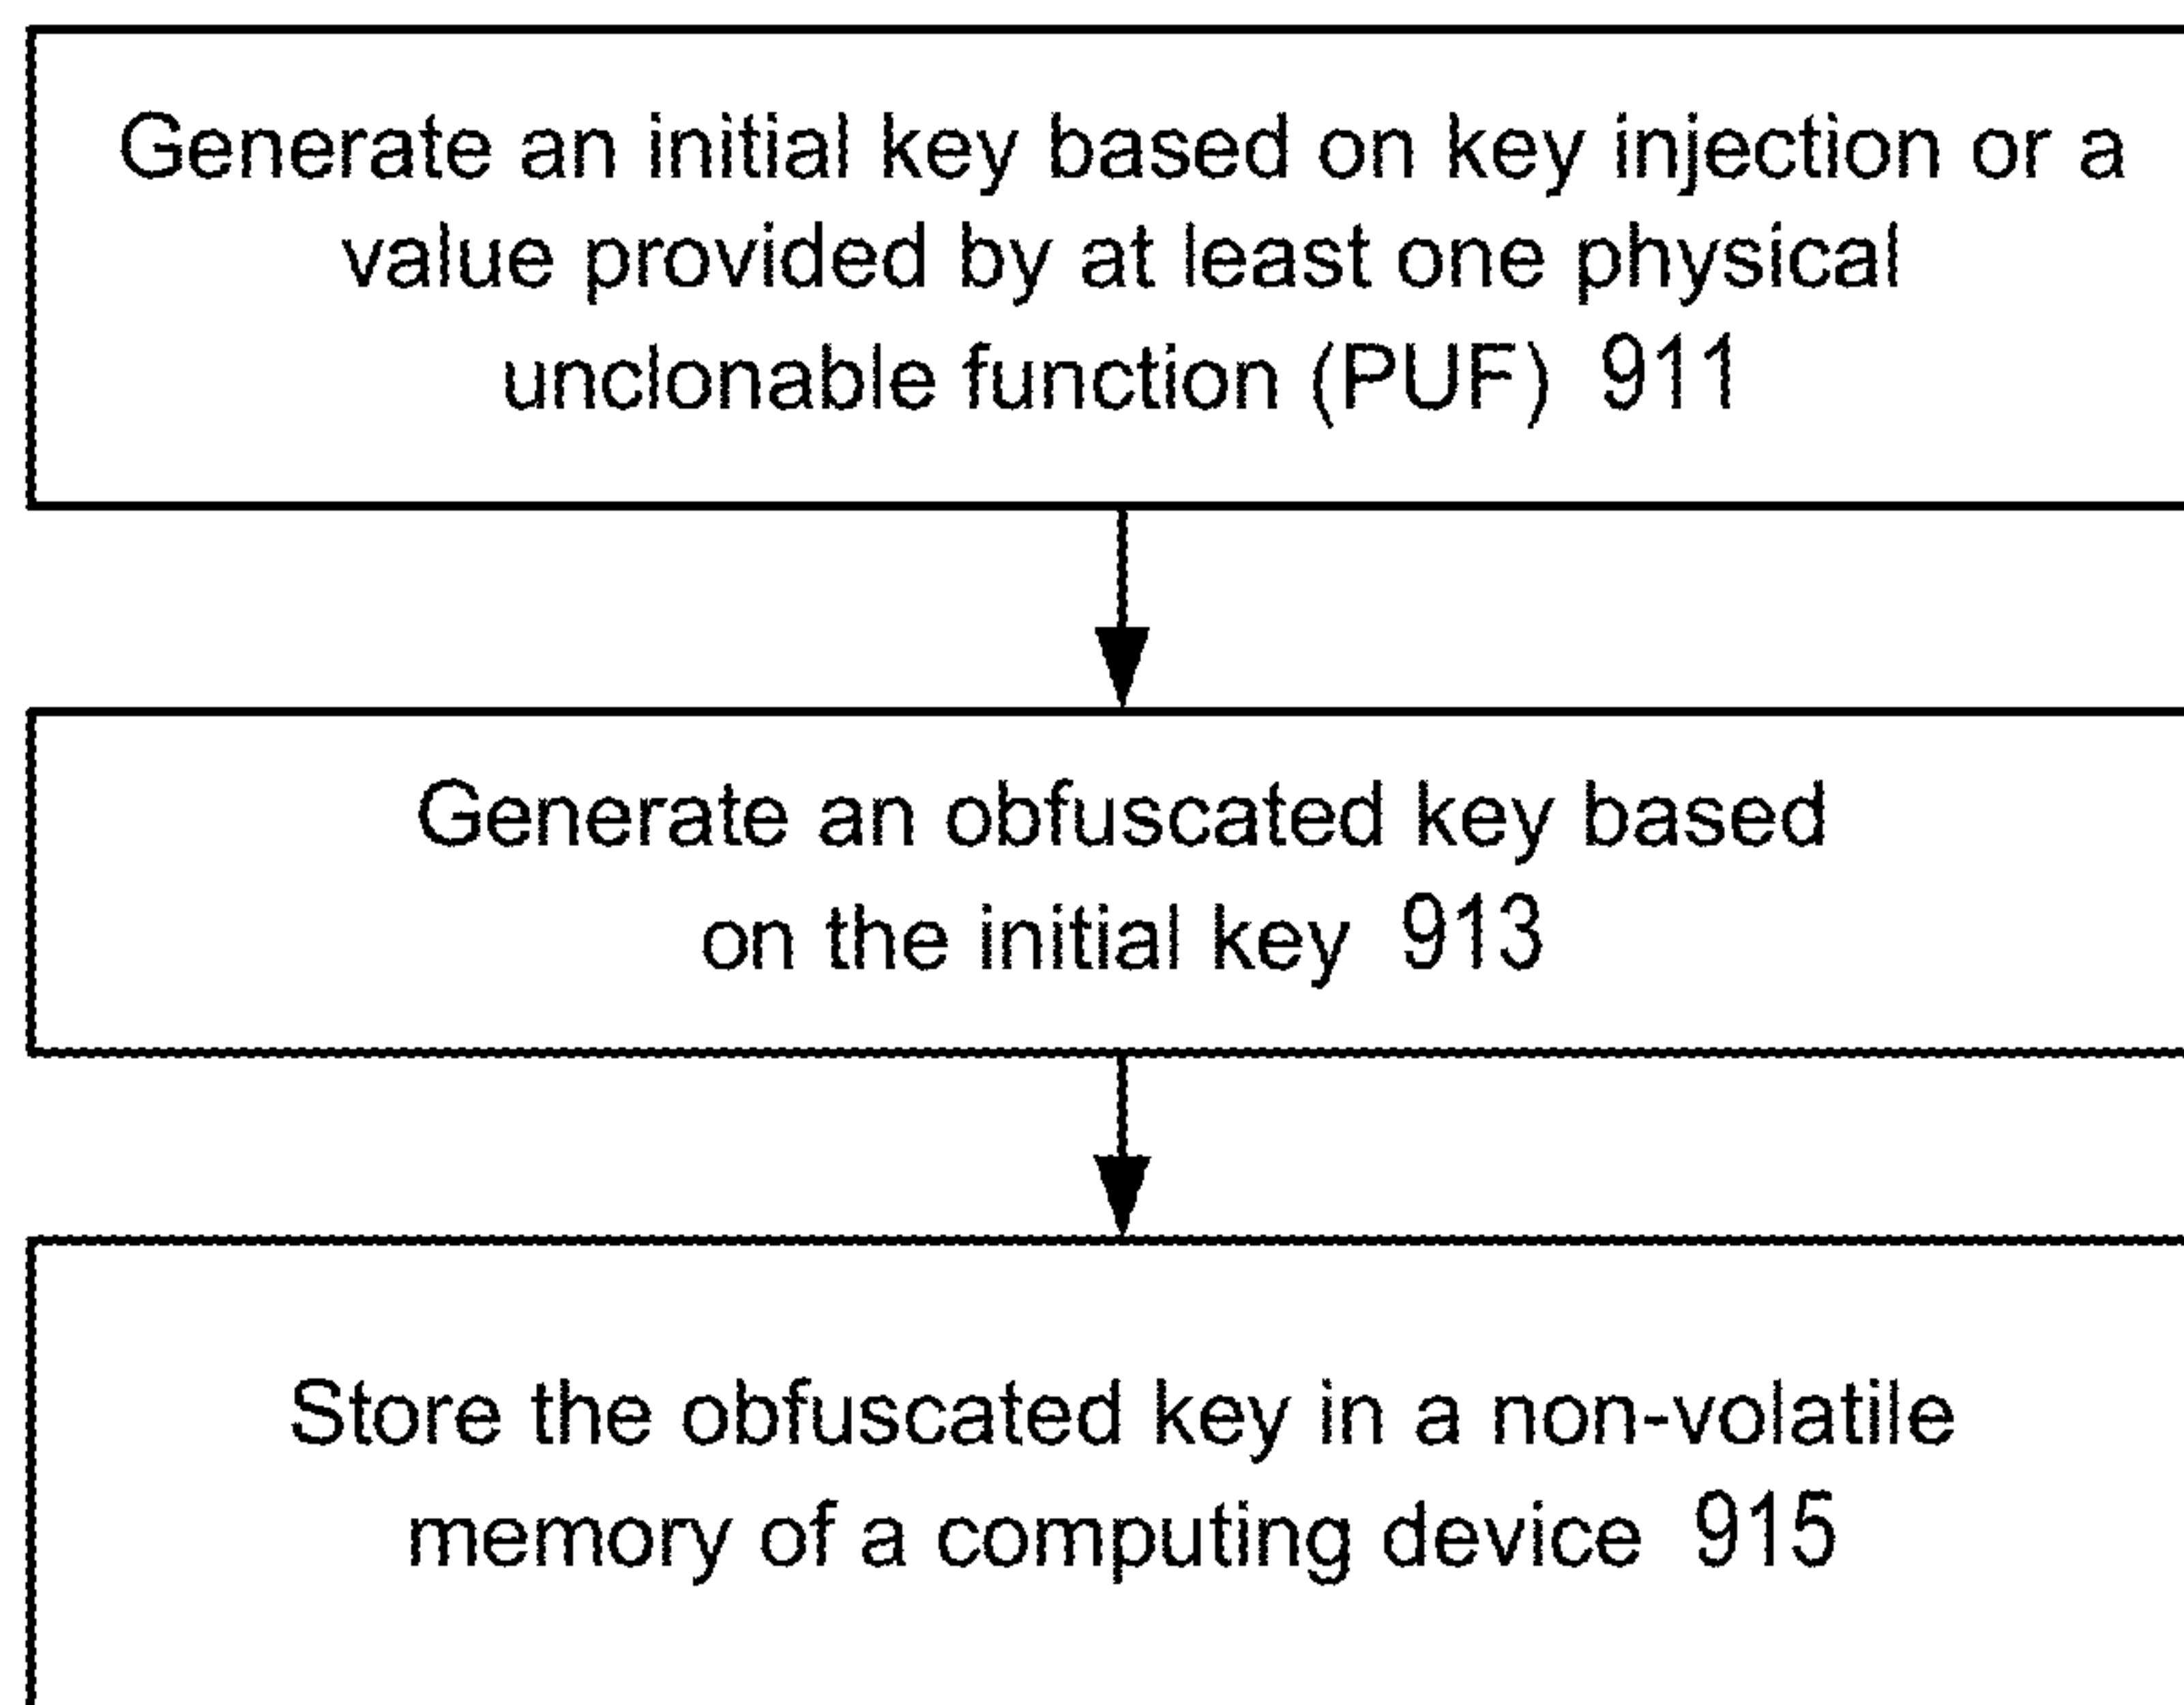 Generate an initial key based on key injection or a
value provided by at least one physical
unclonable function (PUF) 911
Generate an obfuscated key based
on the initial key 913
Store the obfuscated key in a non-volatile
memory of a computing device 915